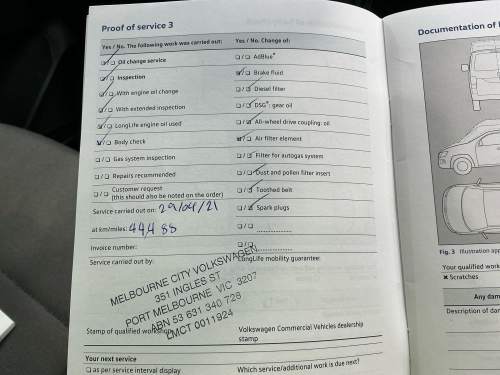 Proof of service 3
Yes / No. The following work was carried out:
Yes / No. Change of:
☑/☐ Oil change service
☐/☐ AdBlue®
☑/☐ Inspection
☑/☐ Brake fluid
☑/☐ With engine oil change
☐/☑ Diesel filter
☑/☐ With extended inspection
☐/☑ DSG®: gear oil
☑/☐ LongLife engine oil used
☑/☐ All-wheel drive coupling: oil
☑/☐ Body check
☑/☐ Air filter element
☐/☐ Gas system inspection
☐/☑ Filter for autogas system
☐/☐ Repairs recommended
☐/☑ Dust and pollen filter insert
☐/☐ Customer request
(this should also be noted on the order)
☐/☑ Toothed belt
Service carried out on: 29/04/21
☑/☐ Spark plugs
at km/miles: 44,488
☐/☐
Invoice number:
☐/☐
Service carried out by:
LongLife mobility guarantee:
MELBOURNE CITY VOLKSWAGEN
351 INGLES ST
PORT MELBOURNE VIC 3207
ABN 53 631 340 726
LMCT 0011924
Stamp of qualified workshop
Volkswagen Commercial Vehicles dealership
stamp
Your next service
☐ as per service interval display
Which service/additional work is due next?
Documentation of
Fig. 3 Illustration
Your qualified
✖ Scratches
Any
Description of